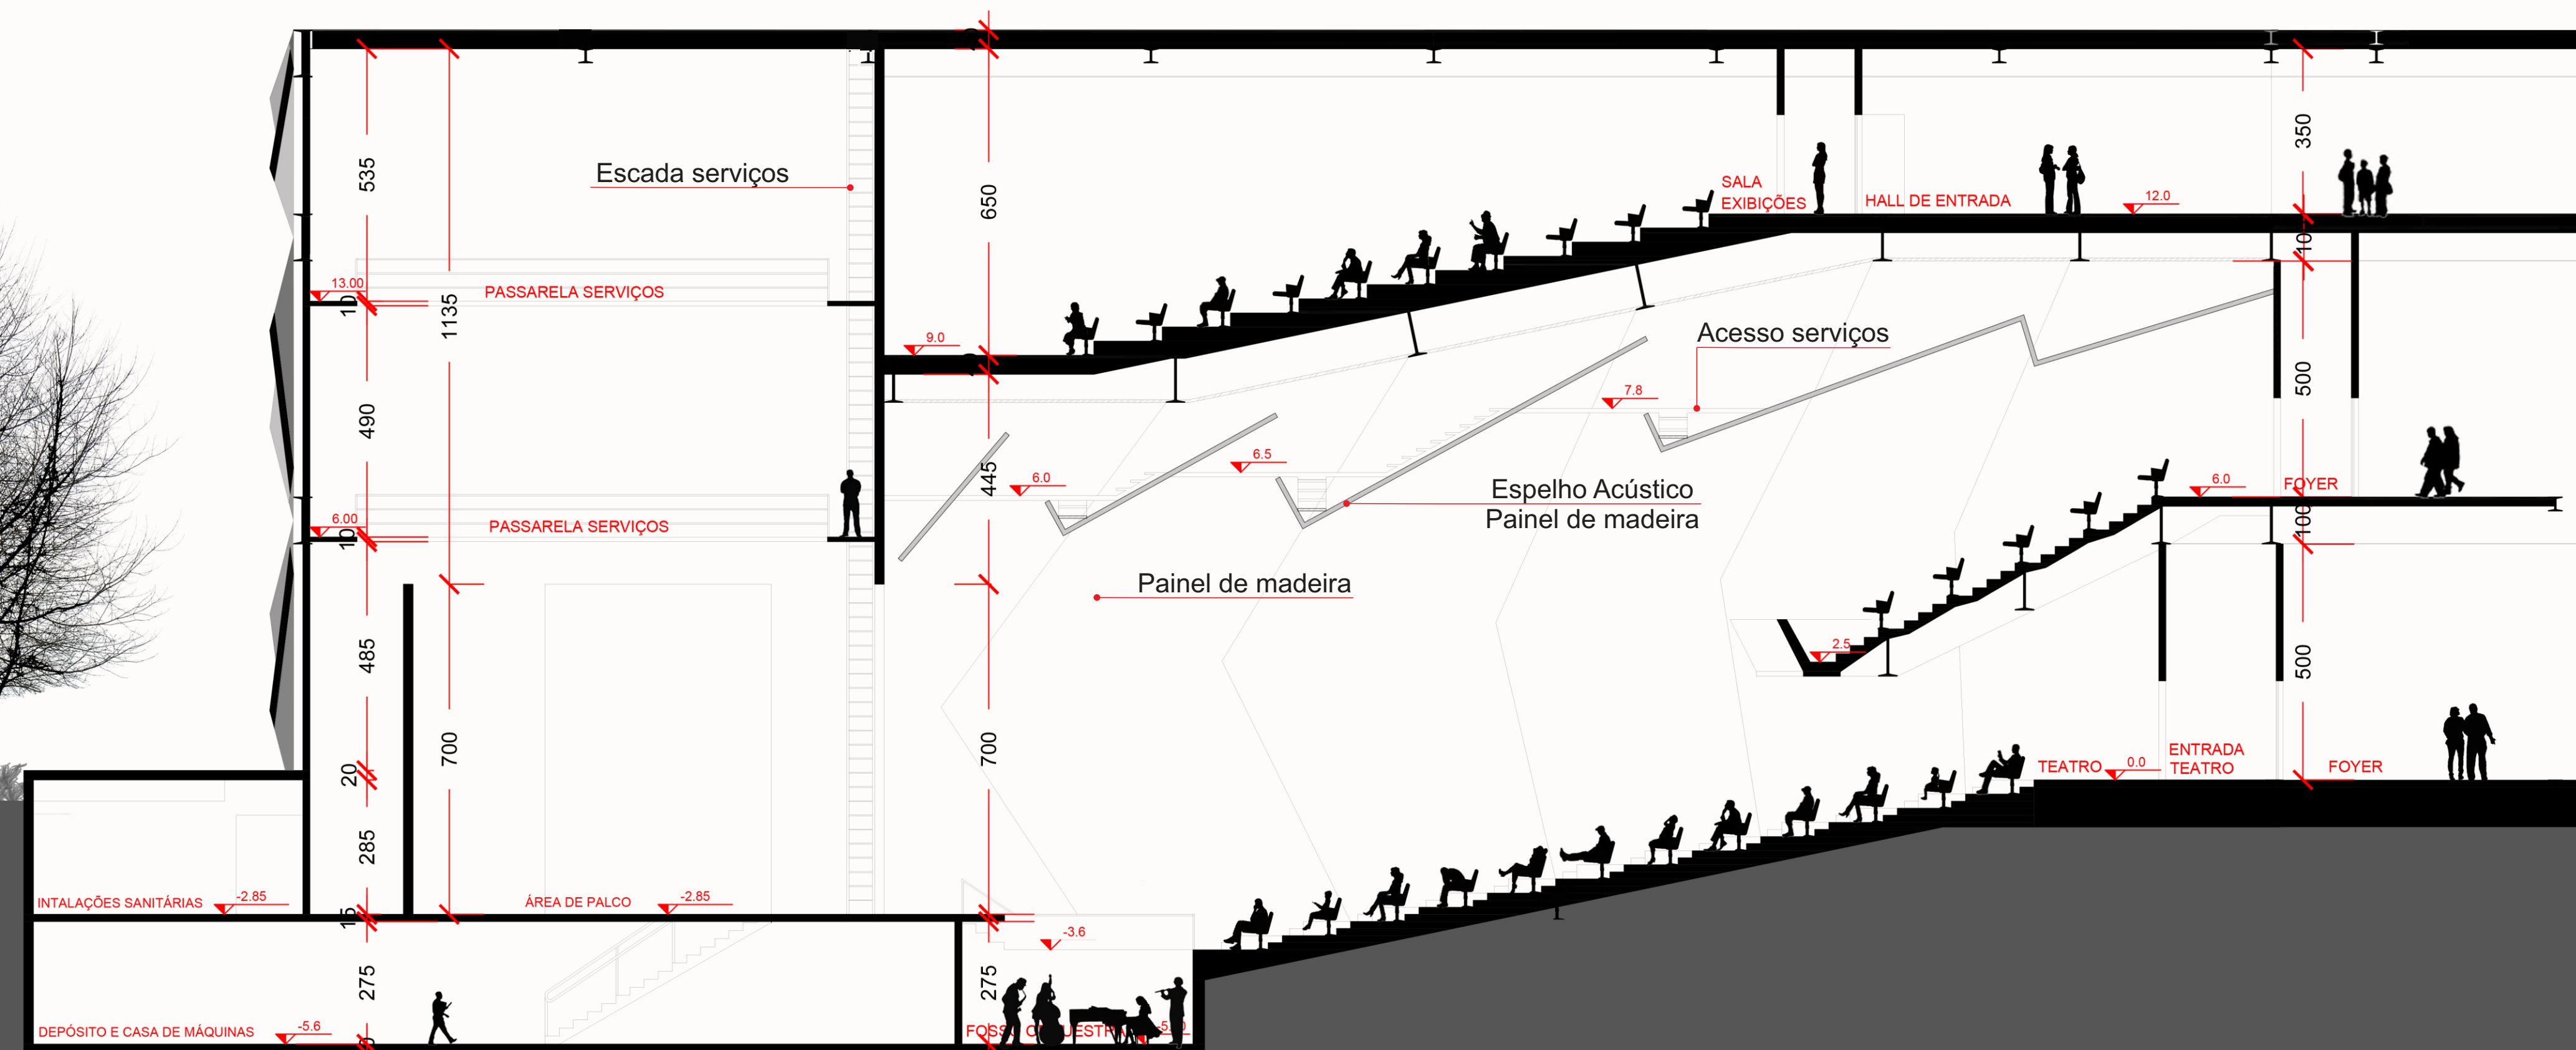 350
535
Escada serviços
650
SALA
EXIBIÇÕES
HALL DE ENTRADA
12.0
13.00
10
PASSARELA SERVIÇOS
1135
9.0
Acesso serviços
500
7.8
490
445
6.0
6.5
Espelho Acústico
Painel de madeira
6.0
FOYER
100
6.00
10
PASSARELA SERVIÇOS
Painel de madeira
485
2.5
500
700
700
20
TEATRO
0.0
ENTRADA
TEATRO
FOYER
285
INTALAÇÕES SANITÁRIAS
-2.85
15
ÁREA DE PALCO
-2.85
-3.6
275
275
DEPÓSITO E CASA DE MÁQUINAS
-5.6